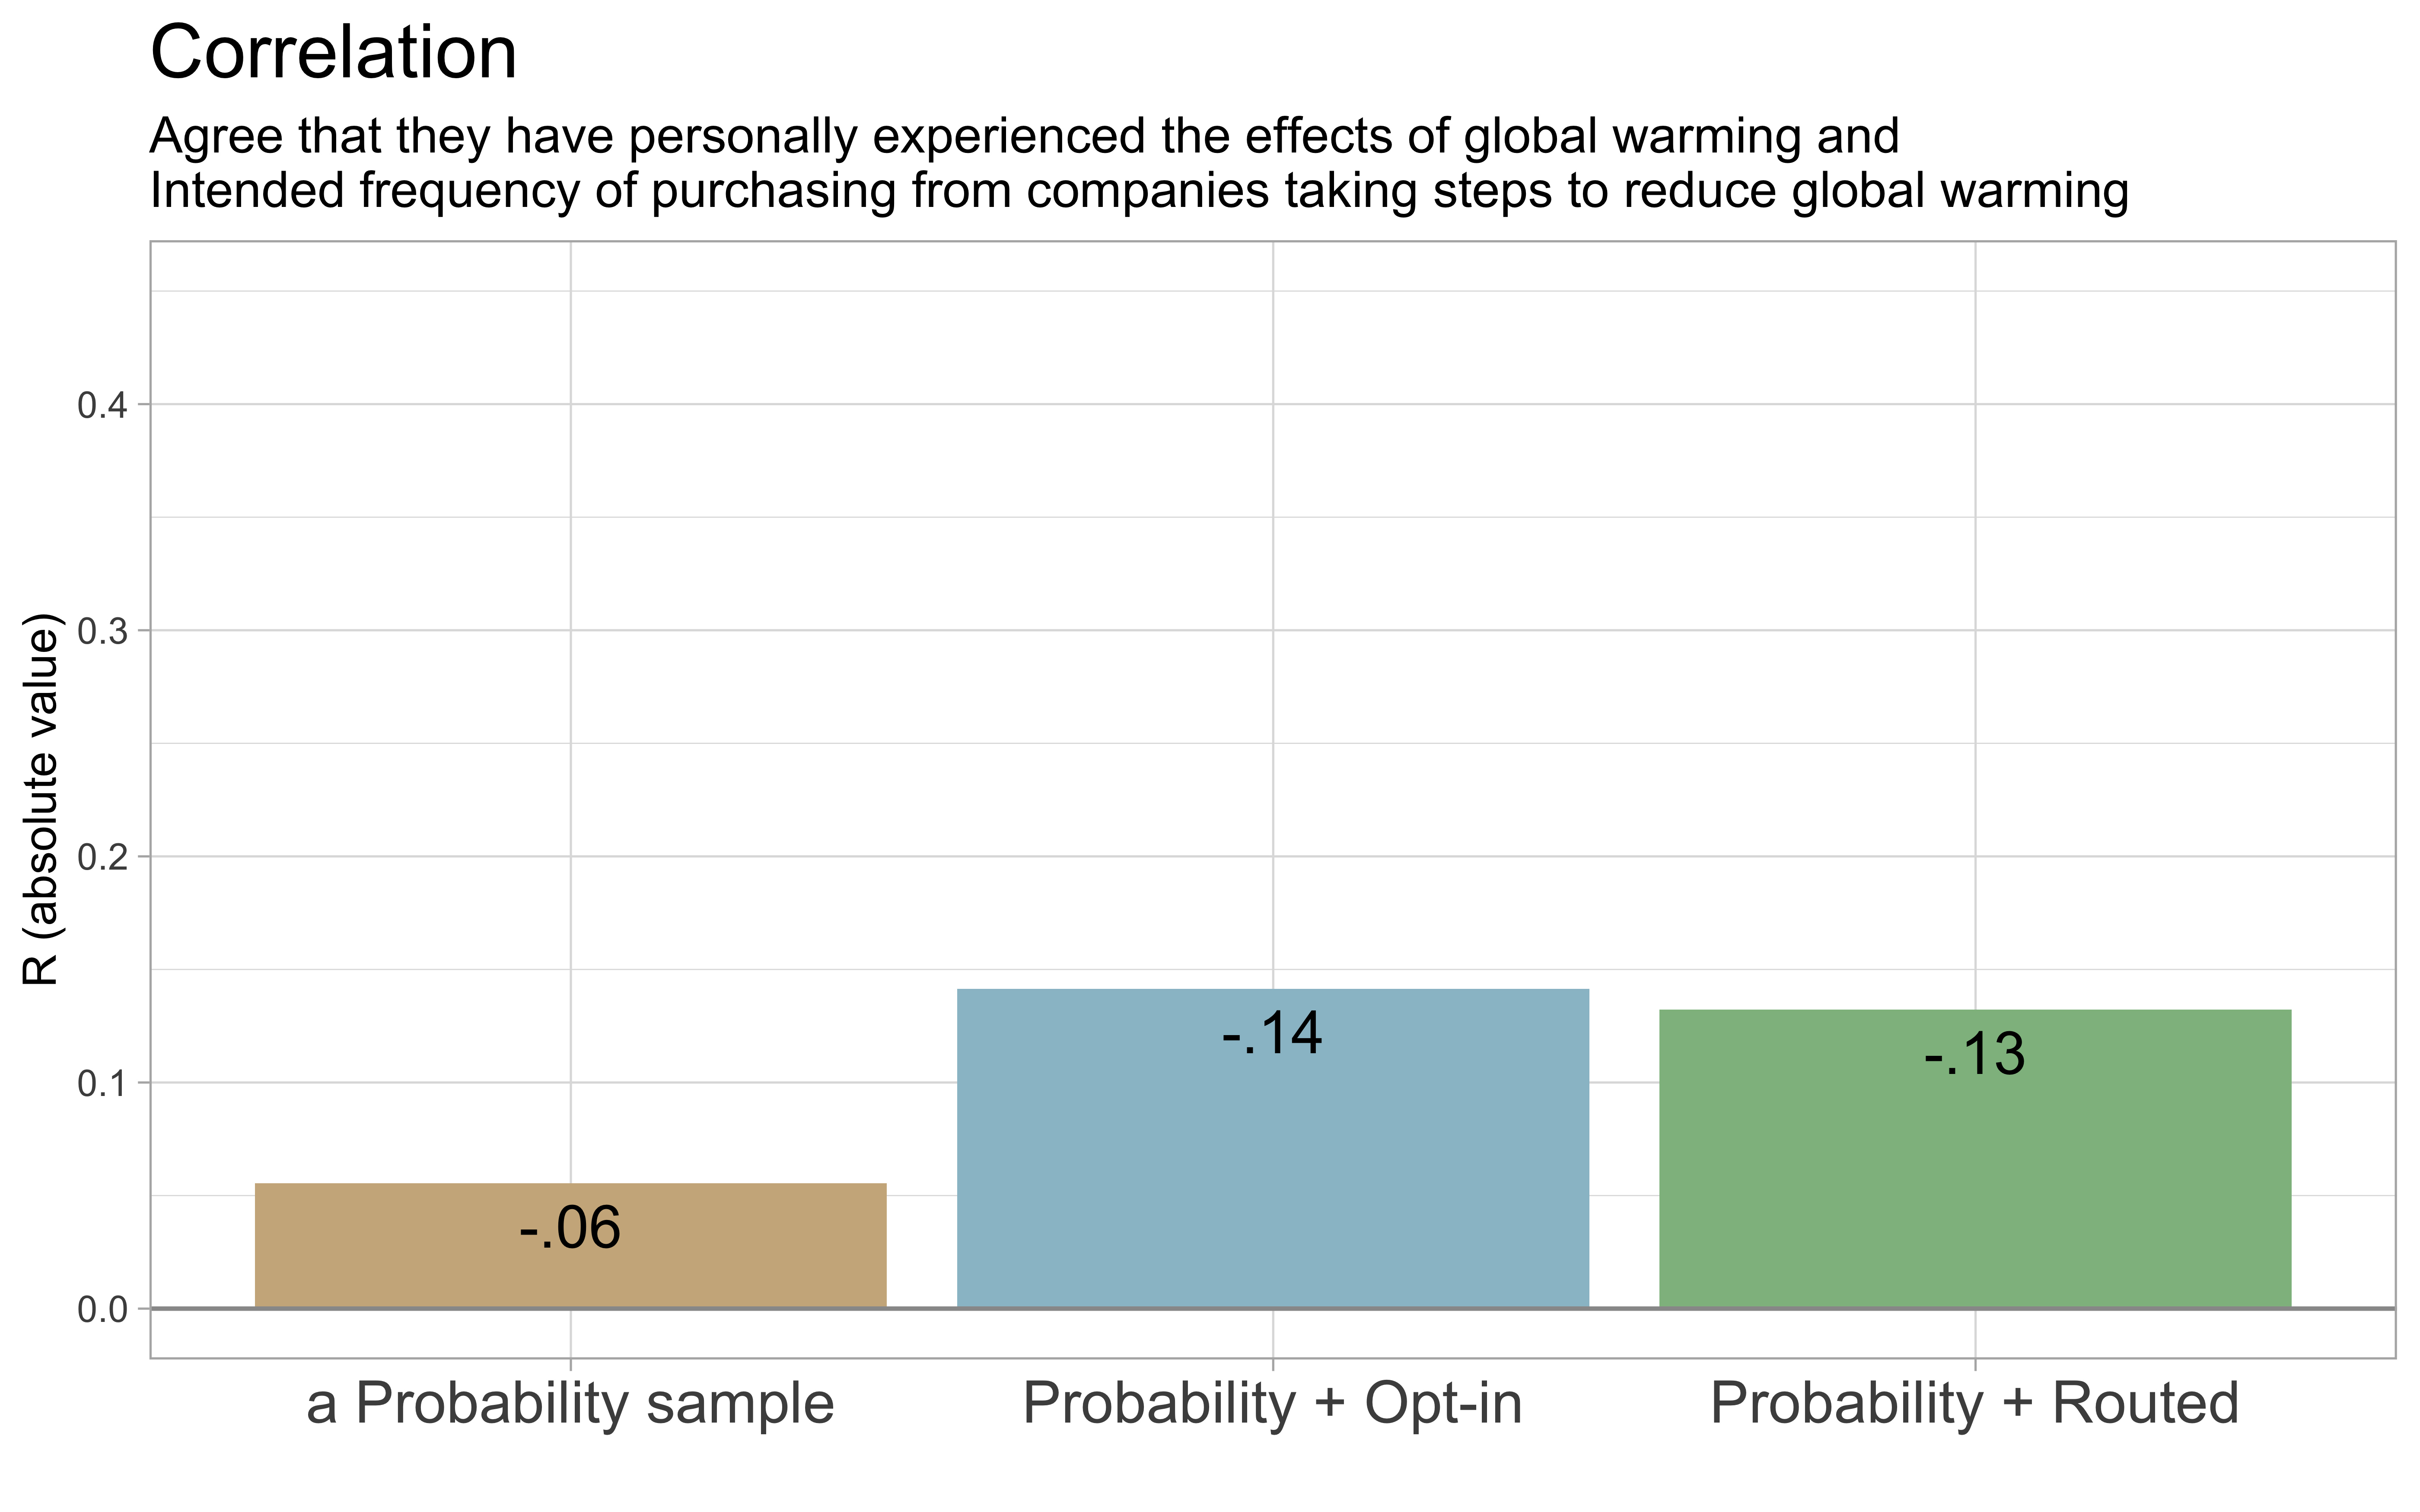 Correlation
Agree that they have personally experienced the effects of global warming and
Intended frequency of purchasing from companies taking steps to reduce global warming
R (absolute value)
0.4
0.3
0.2
0.1
0.0
-.06
-.14
-.13
a Probability sample
Probability + Opt-in
Probability + Routed